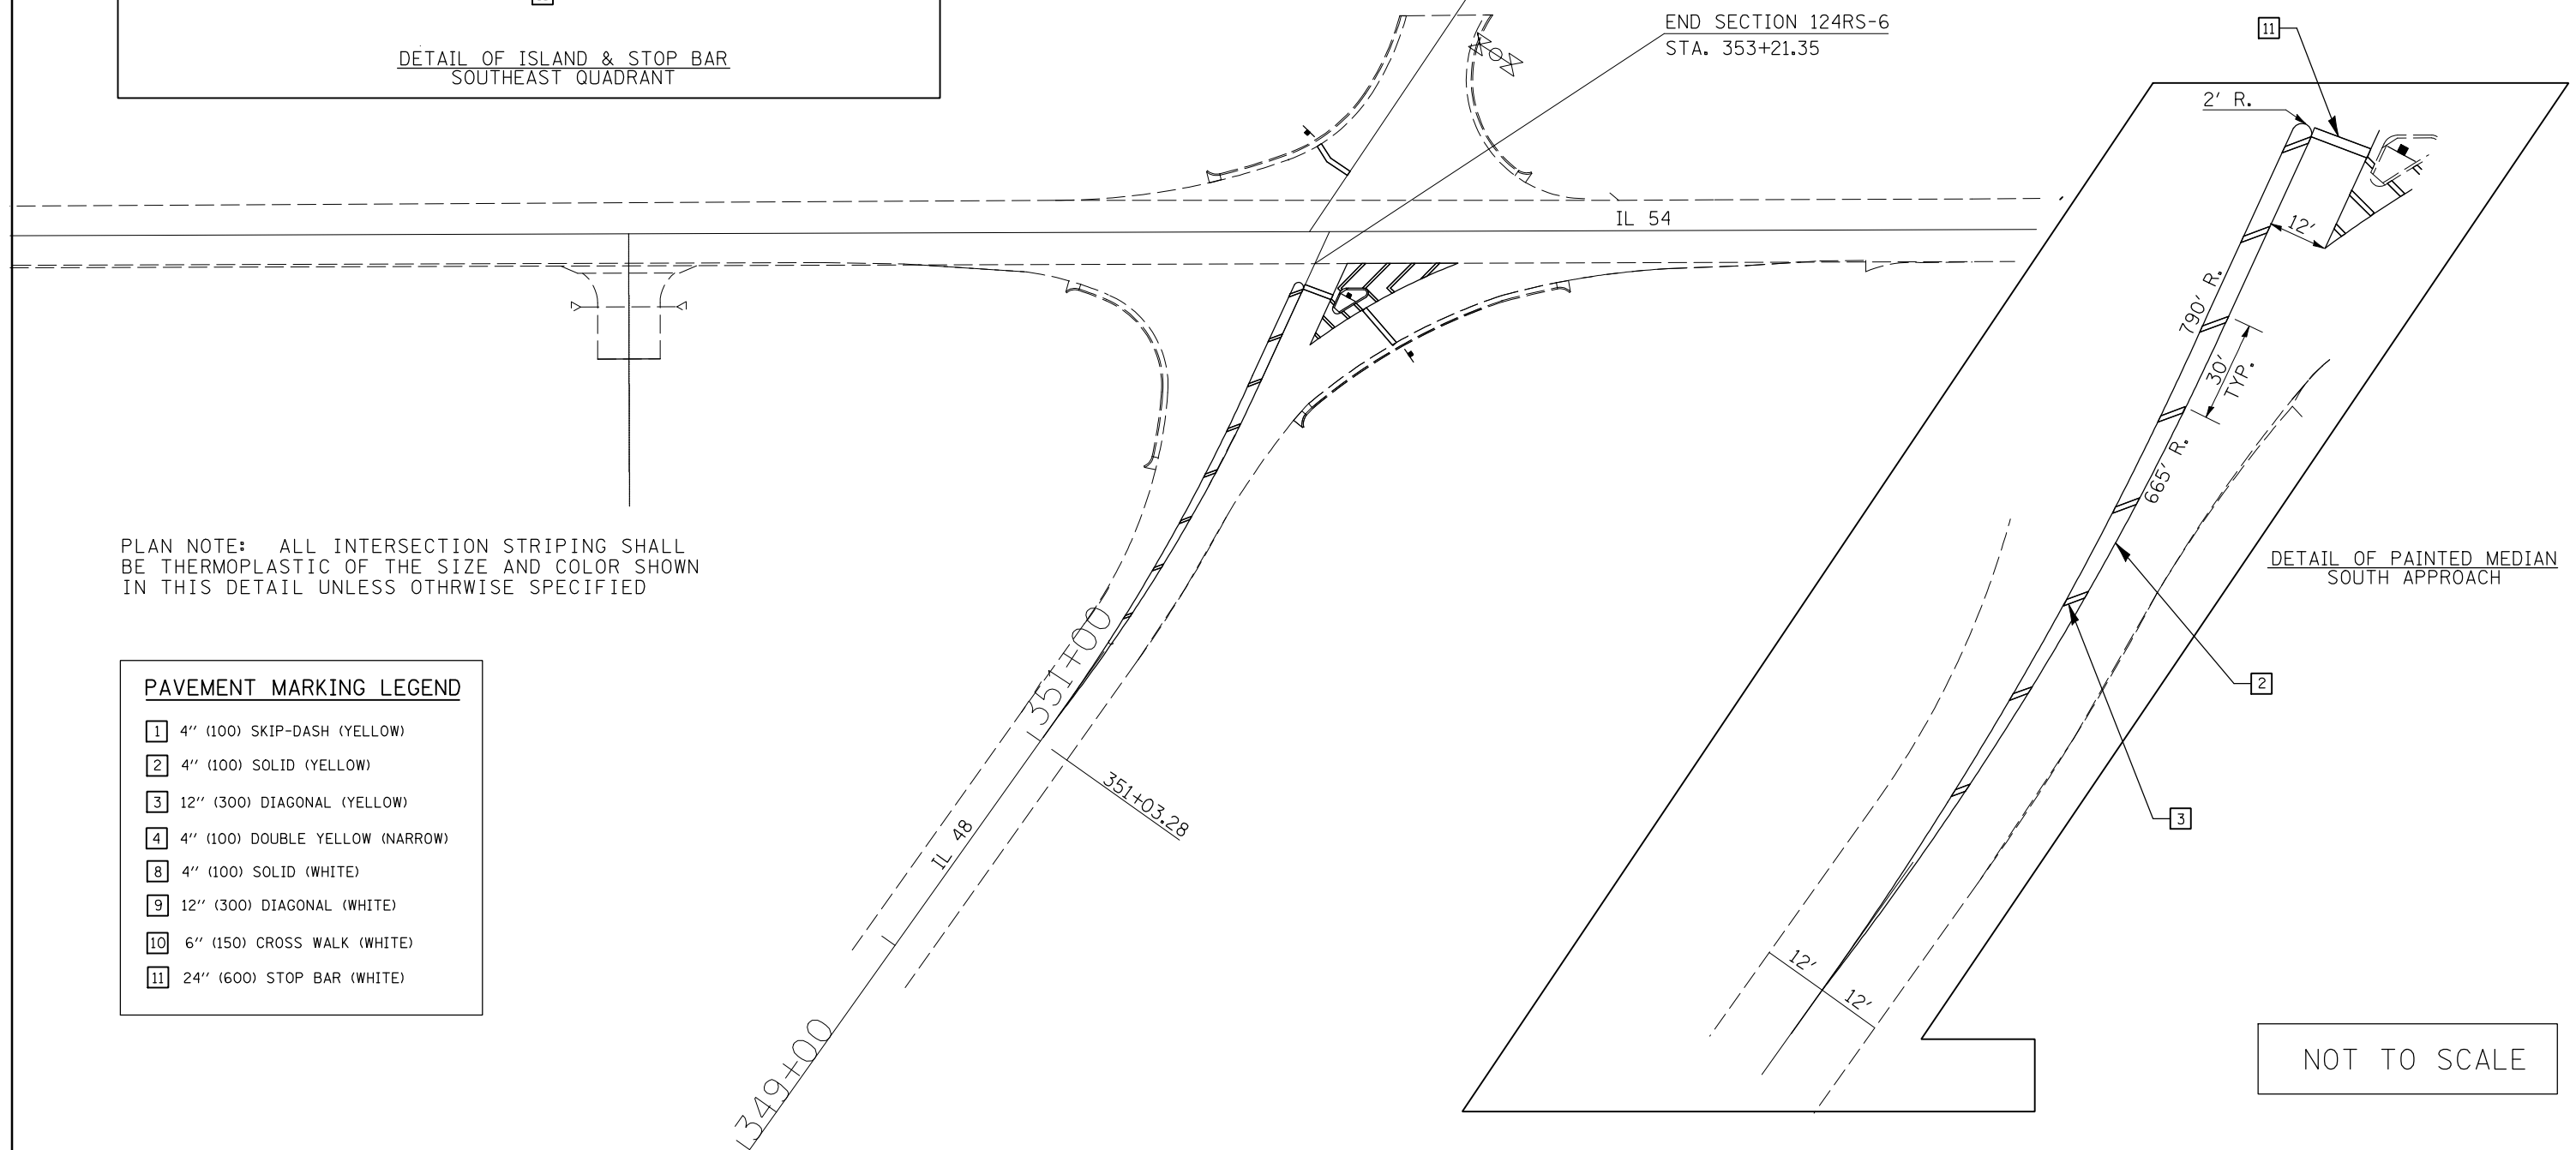 DETAIL OF ISLAND & STOP BAR
SOUTHEAST QUADRANT
END SECTION 124RS-6
STA. 353+21.35
11
2' R.
IL 54
12'
790' R.
30'
TYP.
665' R.
PLAN NOTE:   ALL INTERSECTION STRIPING SHALL
BE THERMOPLASTIC OF THE SIZE AND COLOR SHOWN
IN THIS DETAIL UNLESS OTHRWISE SPECIFIED
DETAIL OF PAINTED MEDIAN
SOUTH APPROACH
351+00
2
3
351+03.28
IL 48
349+00
12'
12'
PAVEMENT MARKING LEGEND
1 4'' (100) SKIP-DASH (YELLOW)
2 4'' (100) SOLID (YELLOW)
3 12'' (300) DIAGONAL (YELLOW)
4 4'' (100) DOUBLE YELLOW (NARROW)
8 4'' (100) SOLID (WHITE)
9 12'' (300) DIAGONAL (WHITE)
10 6'' (150) CROSS WALK (WHITE)
11 24'' (600) STOP BAR (WHITE)
NOT TO SCALE